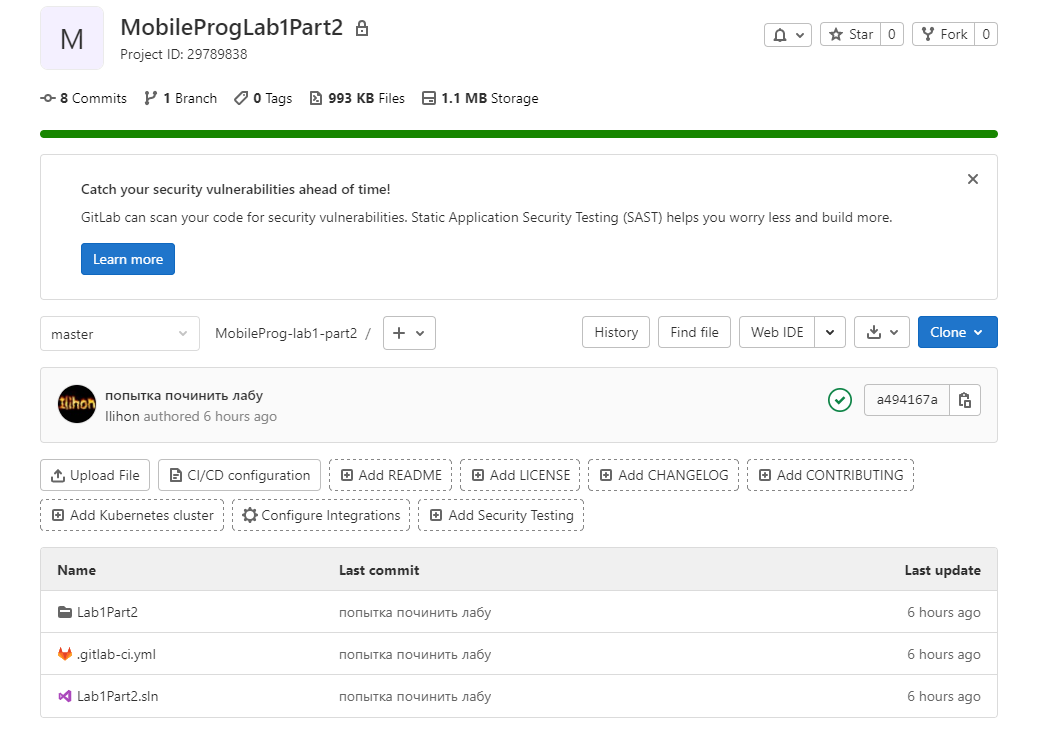 M
MobileProgLab1Part2
Project ID: 29789838
Star 0 Fork 0
8 Commits 1 Branch 0 Tags 993 KB Files 1.1 MB Storage
Catch your security vulnerabilities ahead of time!
GitLab can scan your code for security vulnerabilities. Static Application Security Testing (SAST) helps you worry less and build more.
Learn more
master MobileProg-lab1-part2 / History Find file Web IDE Clone
Ilihon
попытка починить лабу
Ilihon authored 6 hours ago
a494167a
Upload File CI/CD configuration Add README Add LICENSE Add CHANGELOG Add CONTRIBUTING
Add Kubernetes cluster Configure Integrations Add Security Testing
Name Last commit Last update
Lab1Part2 попытка починить лабу 6 hours ago
.gitlab-ci.yml попытка починить лабу 6 hours ago
Lab1Part2.sln попытка починить лабу 6 hours ago